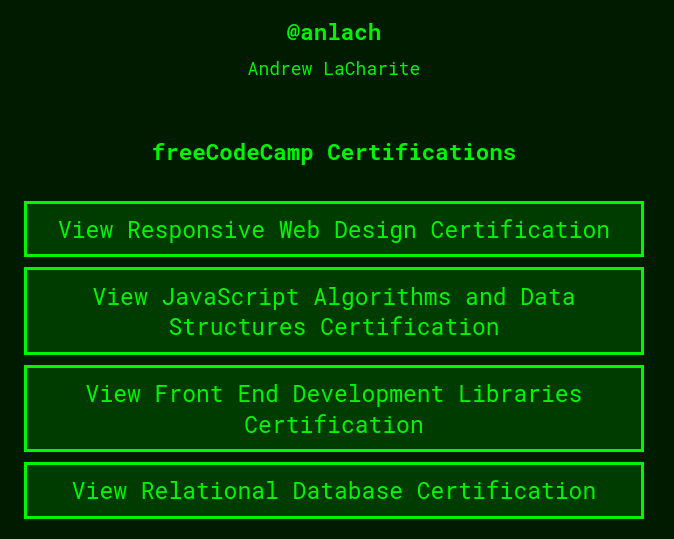 @anlach
Andrew LaCharite
freeCodeCamp Certifications
View Responsive Web Design Certification
View JavaScript Algorithms and Data
Structures Certification
View Front End Development Libraries
Certification
View Relational Database Certification